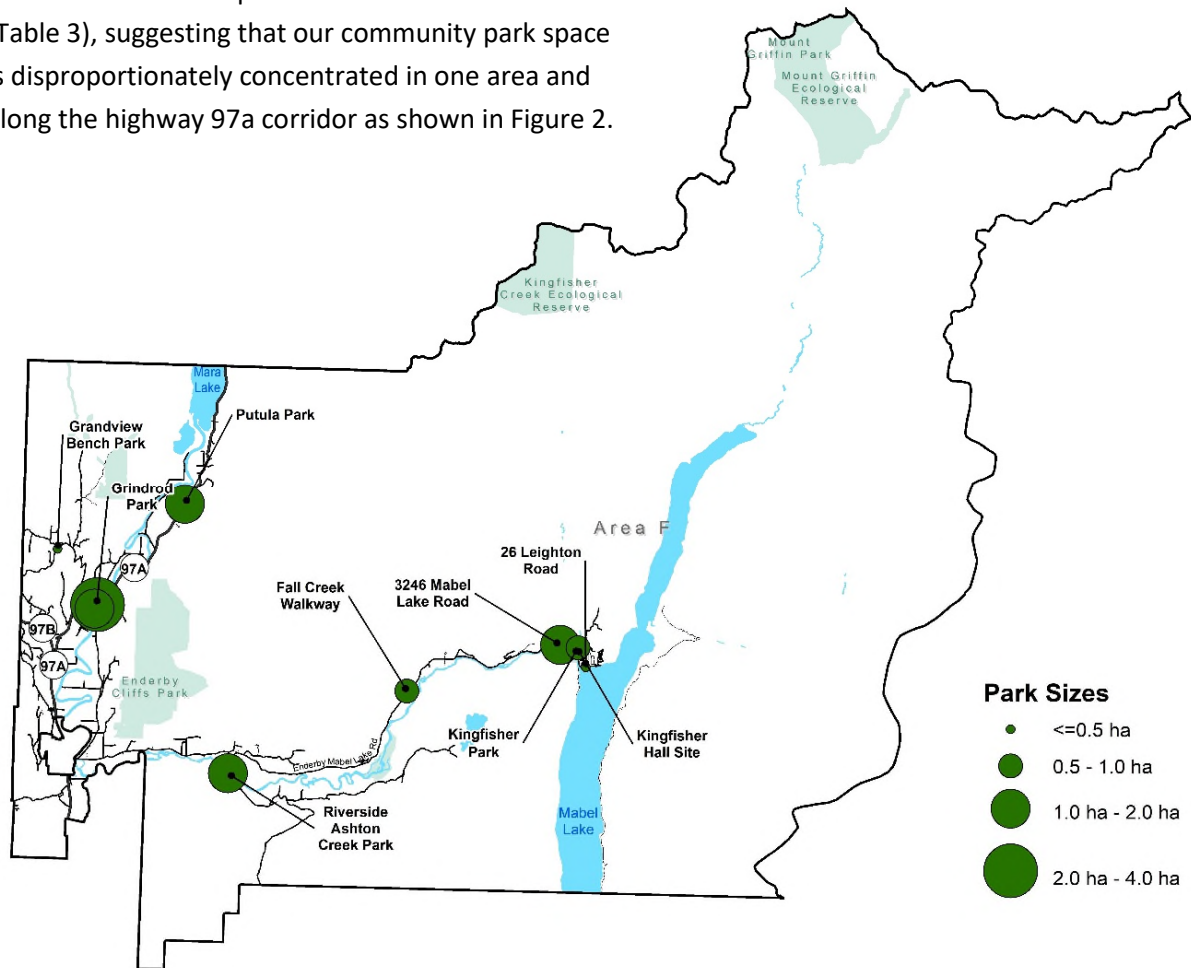 Table 3), suggesting that our community park space
s disproportionately concentrated in one area and
long the highway 97a corridor as shown in Figure 2.
Mount
Griffin Park
Mount Griffin
Ecological
Reserve
Kingfisher
Creek Ecological
Reserve
Mara
Lake
Putula Park
Grandview
Bench Park
Grindrod
Park
97A
97B
97A
Enderby
Cliffs Park
Area F
26 Leighton
Road
3246 Mabel
Lake Road
Fall Creek
Walkway
Kingfisher
Park
Kingfisher
Hall Site
Enderby Mabel Lake Rd
Riverside
Ashton
Creek Park
Mabel
Lake
Park Sizes
<=0.5 ha
0.5 - 1.0 ha
1.0 ha - 2.0 ha
2.0 ha - 4.0 ha